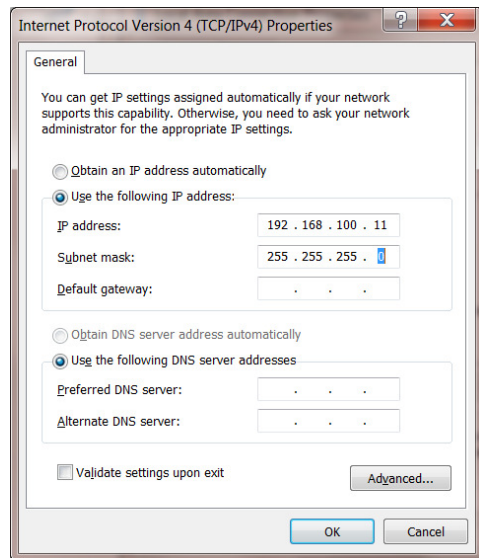 Internet Protocol Version 4 (TCP/IPv4) Properties
General
You can get IP settings assigned automatically if your network
supports this capability. Otherwise, you need to ask your network
administrator for the appropriate IP settings.
Obtain an IP address automatically
Use the following IP address:
IP address: 192 . 168 . 100 . 11
Subnet mask: 255 . 255 . 255 . 0
Default gateway: . . .
Obtain DNS server address automatically
Use the following DNS server addresses
Preferred DNS server: . . .
Alternate DNS server: . . .
Validate settings upon exit
Advanced...
OK Cancel